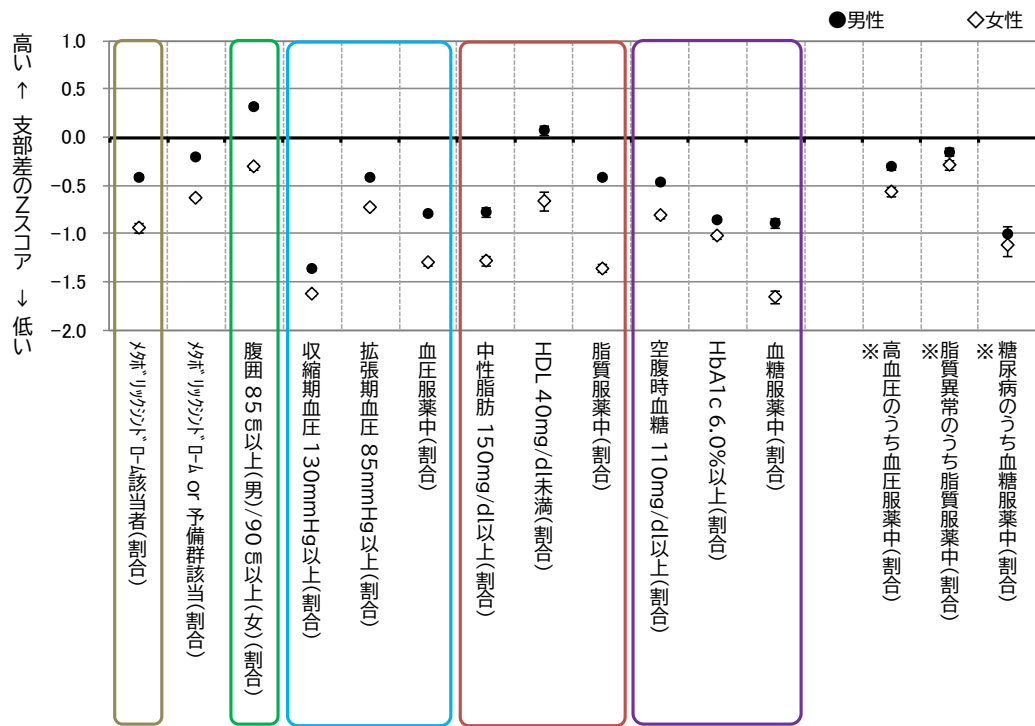 ●男性 ◇女性
高い ↑ 支部差のZスコア ↓ 低い
1.0
0.5
0.0
−0.5
−1.0
−1.5
−2.0
ﾒﾀﾎﾞﾘｯｸｼﾝﾄﾞﾛｰﾑ該当者(割合)
ﾒﾀﾎﾞﾘｯｸｼﾝﾄﾞﾛｰﾑ or 予備群該当(割合)
腹囲 85㎝以上(男)/90㎝以上(女)(割合)
収縮期血圧 130mmHg以上(割合)
拡張期血圧 85mmHg以上(割合)
血圧服薬中(割合)
中性脂肪 150mg/dl以上(割合)
HDL 40mg/dl未満(割合)
脂質服薬中(割合)
空腹時血糖 110mg/dl以上(割合)
HbA1c 6.0%以上(割合)
血糖服薬中(割合)
※高血圧のうち血圧服薬中(割合)
※脂質異常のうち脂質服薬中(割合)
※糖尿病のうち血糖服薬中(割合)